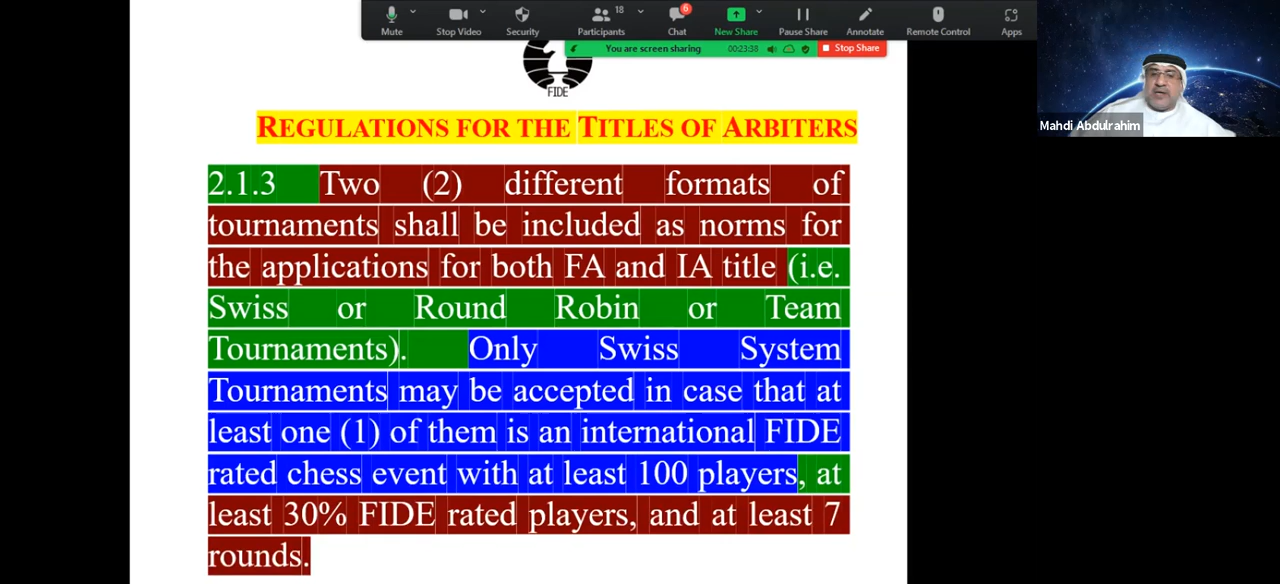 Mute
Stop Video
Security
18
Participants
6
Chat
New Share
Pause Share
Annotate
Remote Control
Apps
You are screen sharing
00:23:38
Stop Share
FIDE
Mahdi Abdulrahim
REGULATIONS FOR THE TITLES OF ARBITERS
2.1.3 Two (2) different formats of
tournaments shall be included as norms for
the applications for both FA and IA title (i.e.
Swiss or Round Robin or Team
Tournaments). Only Swiss System
Tournaments may be accepted in case that at
least one (1) of them is an international FIDE
rated chess event with at least 100 players, at
least 30% FIDE rated players, and at least 7
rounds.